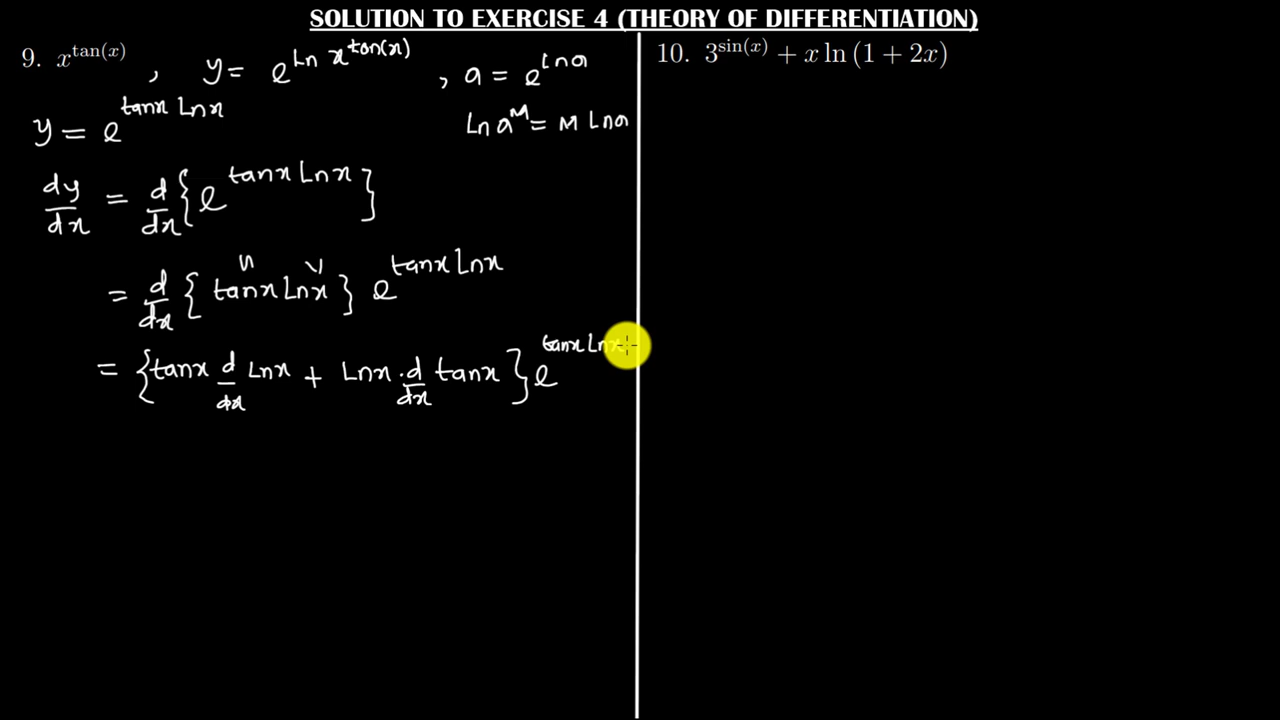 SOLUTION TO EXERCISE 4 (THEORY OF DIFFERENTIATION)
9. x^tan(x) , y = e^(Ln x^tan(x)) , a = e^(Ln a)
y = e^(tanx Lnx) Ln a^M = M Ln a
dy/dx = d/dx { e^(tanx Lnx) }
= d/dx { tanx Lnx } e^(tanx Lnx)
= { tanx d/dx Lnx + Lnx . d/dx tanx } e^(tanx Lnx)
10. 3^sin(x) + x ln (1 + 2x)